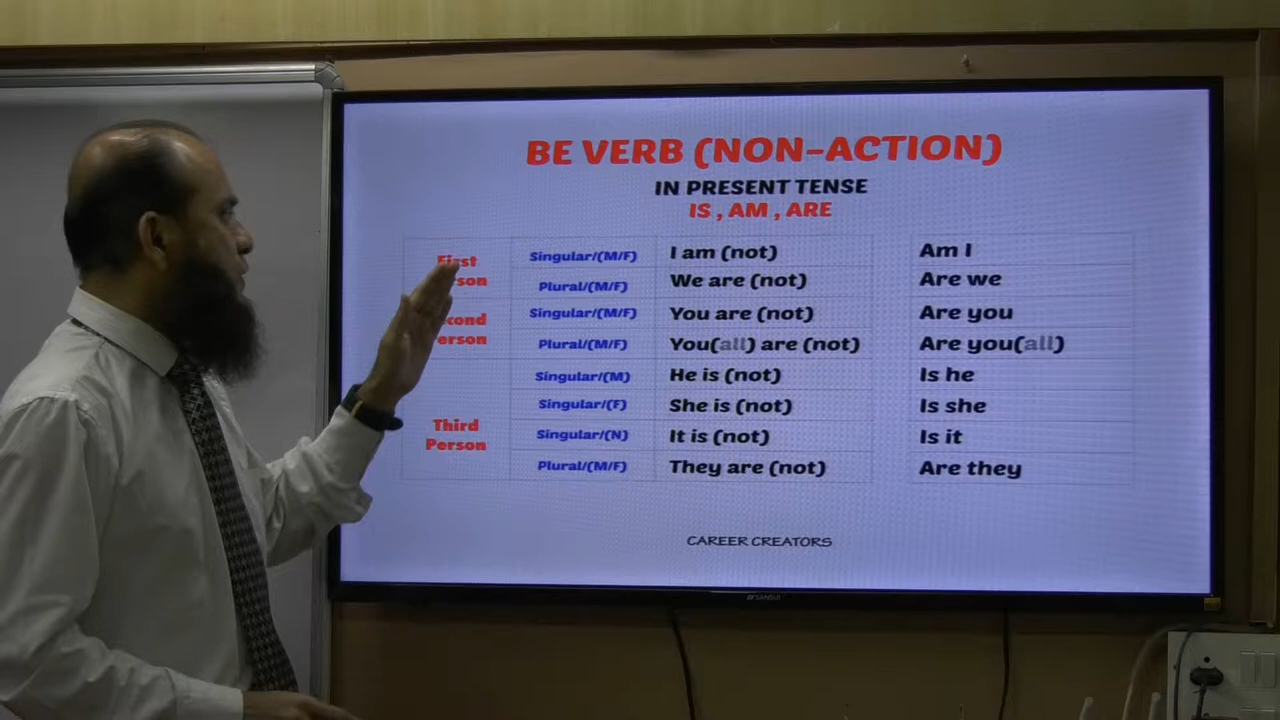 BE VERB (NON-ACTION)
IN PRESENT TENSE
IS , AM , ARE
First
Singular/(M/F) I am (not) Am I
Plural/(M/F) We are (not) Are we
Singular/(M/F) You are (not) Are you
Plural/(M/F) You(all) are (not) Are you(all)
Singular/(M) He is (not) Is he
Singular/(F) She is (not) Is she
Third
Person
Singular/(N) It is (not) Is it
Plural/(M/F) They are (not) Are they
CAREER CREATORS
SANSUI